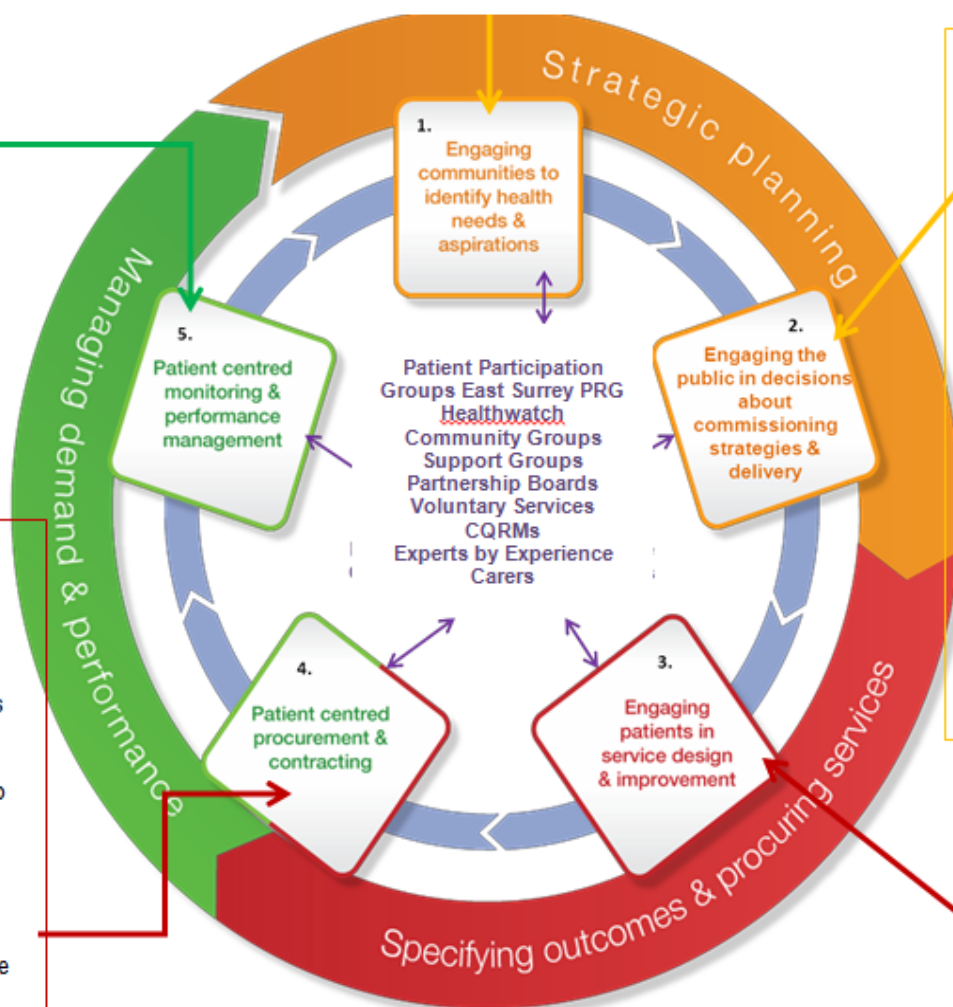 Strategic planning
1.
Engaging
communities to
identify health
needs &
aspirations
2.
Engaging the
public in decisions
about
commissioning
strategies &
delivery
Patient Participation
Groups East Surrey PRG
Healthwatch
Community Groups
Support Groups
Partnership Boards
Voluntary Services
CQRMs
Experts by Experience
Carers
3.
Engaging
patients in
service design
& improvement
Specifying outcomes & procuring services
4.
Patient centred
procurement &
contracting
5.
Patient centred
monitoring &
performance
management
Managing demand & performance